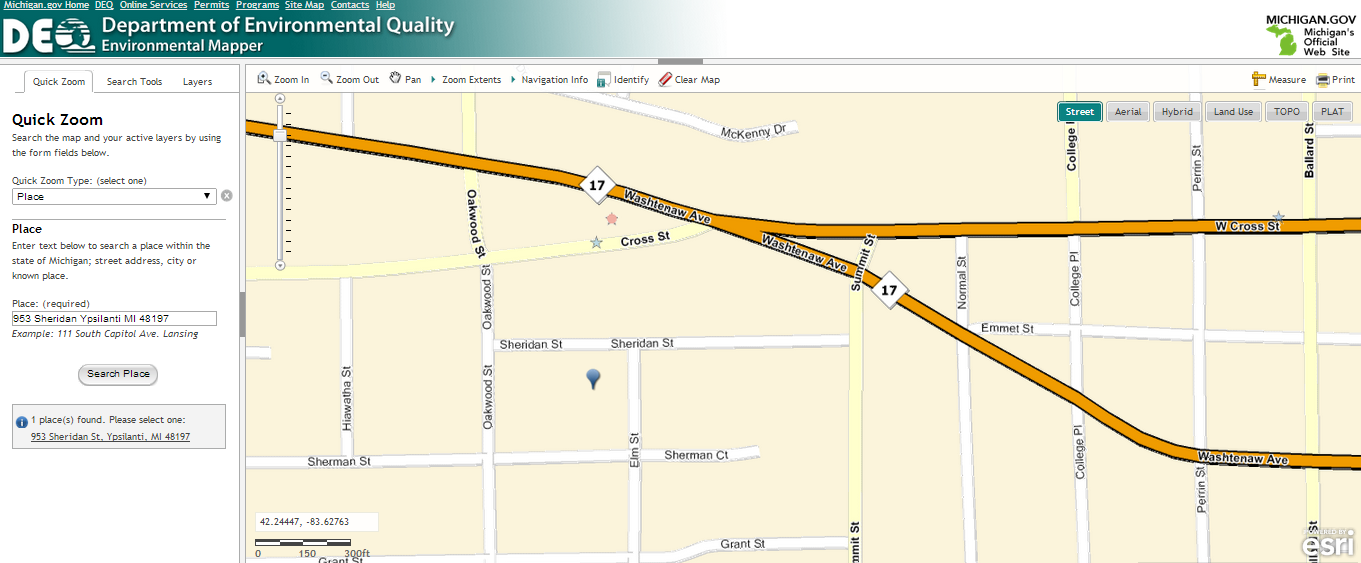 Michigan.gov Home DEQ Online Services Permits Programs Site Map Contacts Help
DEQ
Department of Environmental Quality
Environmental Mapper
MICHIGAN.GOV
Michigan's
Official
Web Site
Quick Zoom Search Tools Layers
Zoom In Zoom Out Pan Zoom Extents Navigation Info Identify Clear Map Measure Print
Quick Zoom
Search the map and your active layers by using
the form fields below.
Quick Zoom Type: (select one)
Place
Place
Enter text below to search a place within the
state of Michigan; street address, city or
known place.
Place: (required)
953 Sheridan Ypsilanti MI 48197
Example: 111 South Capitol Ave. Lansing
Search Place
1 place(s) found. Please select one:
953 Sheridan St, Ypsilanti, MI 48197
Street Aerial Hybrid Land Use TOPO PLAT
McKenny Dr
College
Perrin St
Ballard St
17
Washtenaw Ave
Oakwood St
Cross St
W Cross St
Washtenaw Ave
Summit St
17
Oakwood St
Normal St
College Pl
Emmet St
Sheridan St
Sheridan St
Hiawatha St
Oakwood St
Elm St
Sherman St
Sherman Ct
College Pl
Washtenaw Ave
Perrin St
42.24447, -83.62763
0 150 300ft
Grant St
Grant St
mmit St
POWERED BY
esri